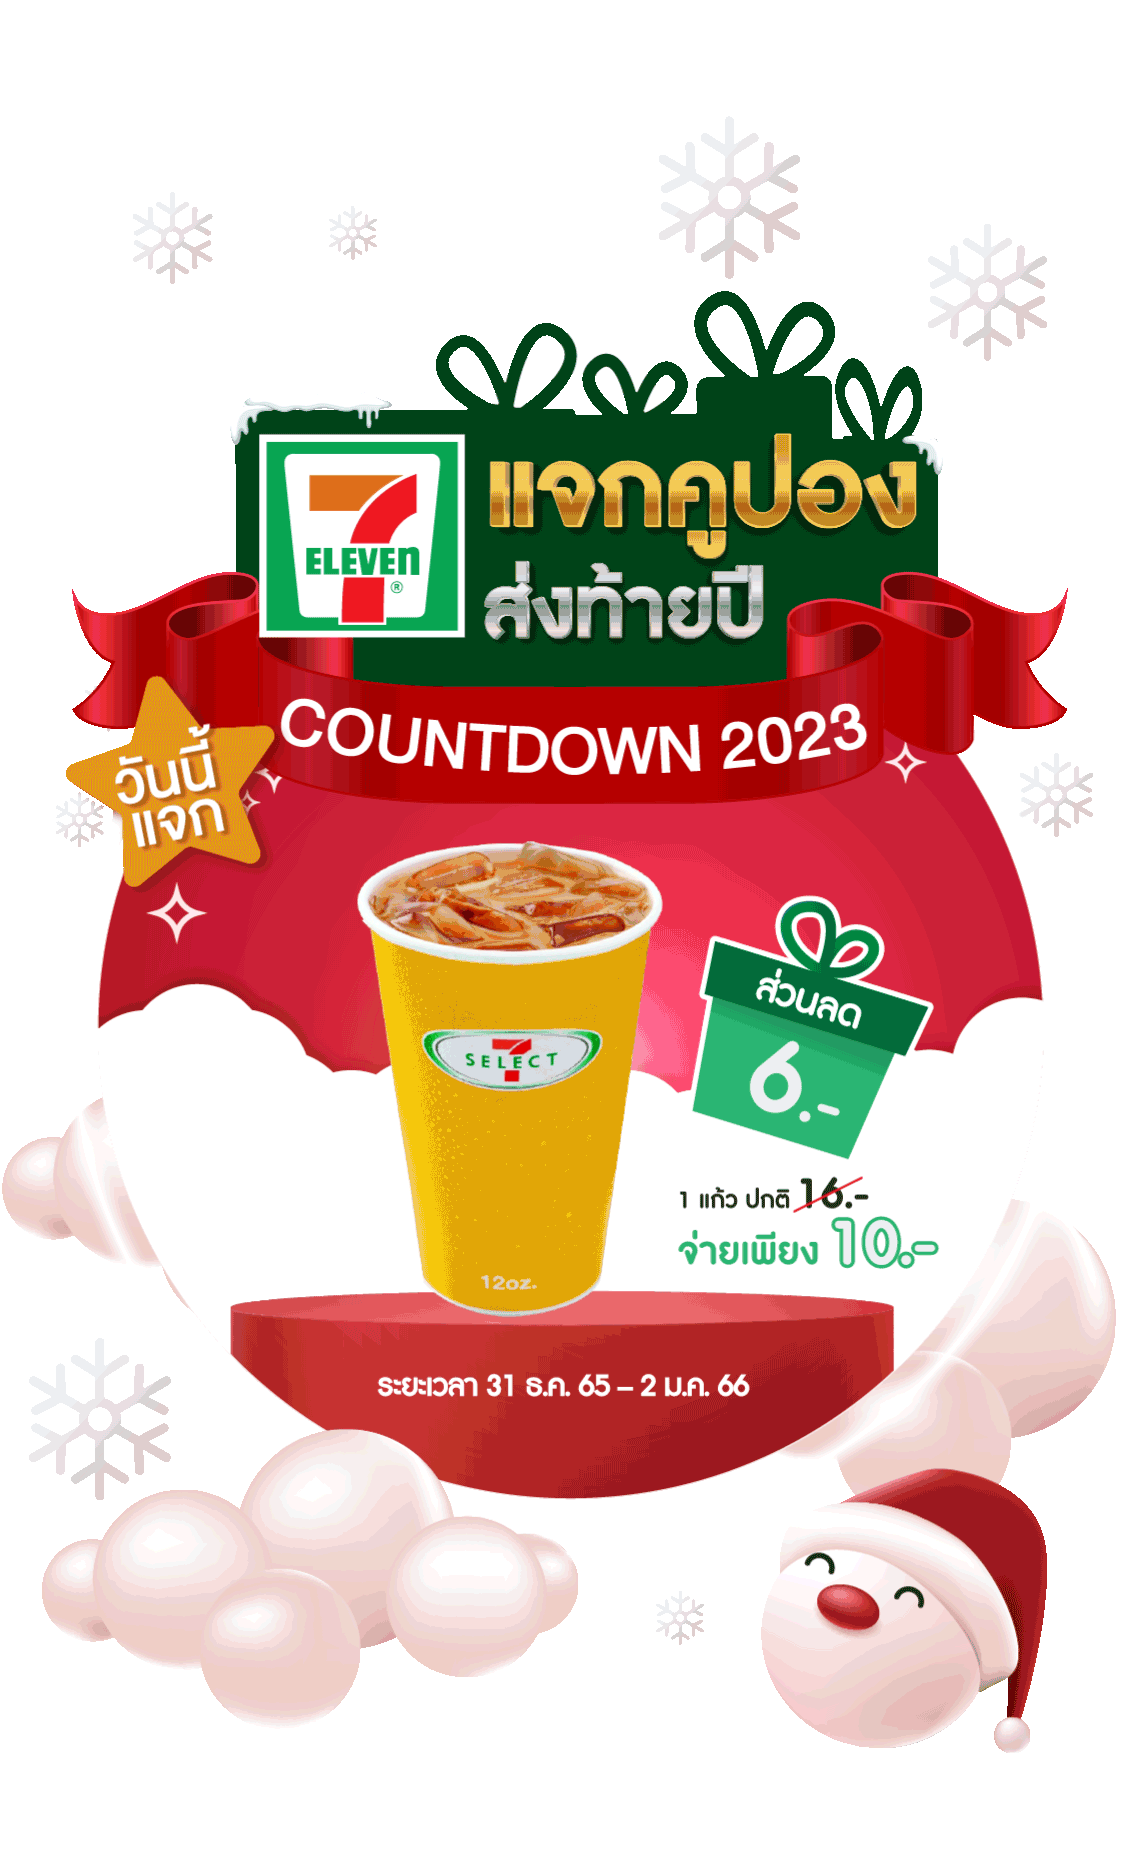 7
ELEVEN
®
แจกคูปอง
ส่งท้ายปี
COUNTDOWN 2023
วันนี้
แจก
7
SELECT
ส่วนลด
6.-
1 แก้ว ปกติ 16.-
จ่ายเพียง 10.-
12oz.
ระยะเวลา 31 ธ.ค. 65 – 2 ม.ค. 66